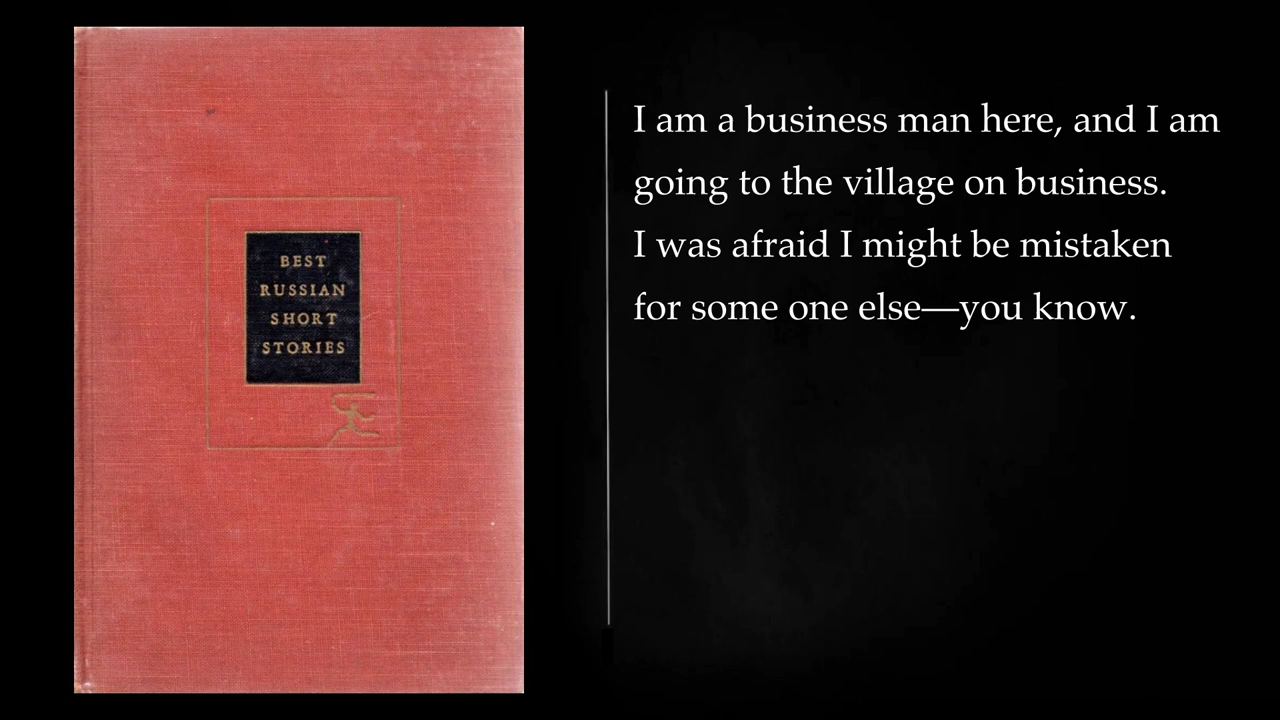 BEST
RUSSIAN
SHORT
STORIES
I am a business man here, and I am
going to the village on business.
I was afraid I might be mistaken
for some one else—you know.